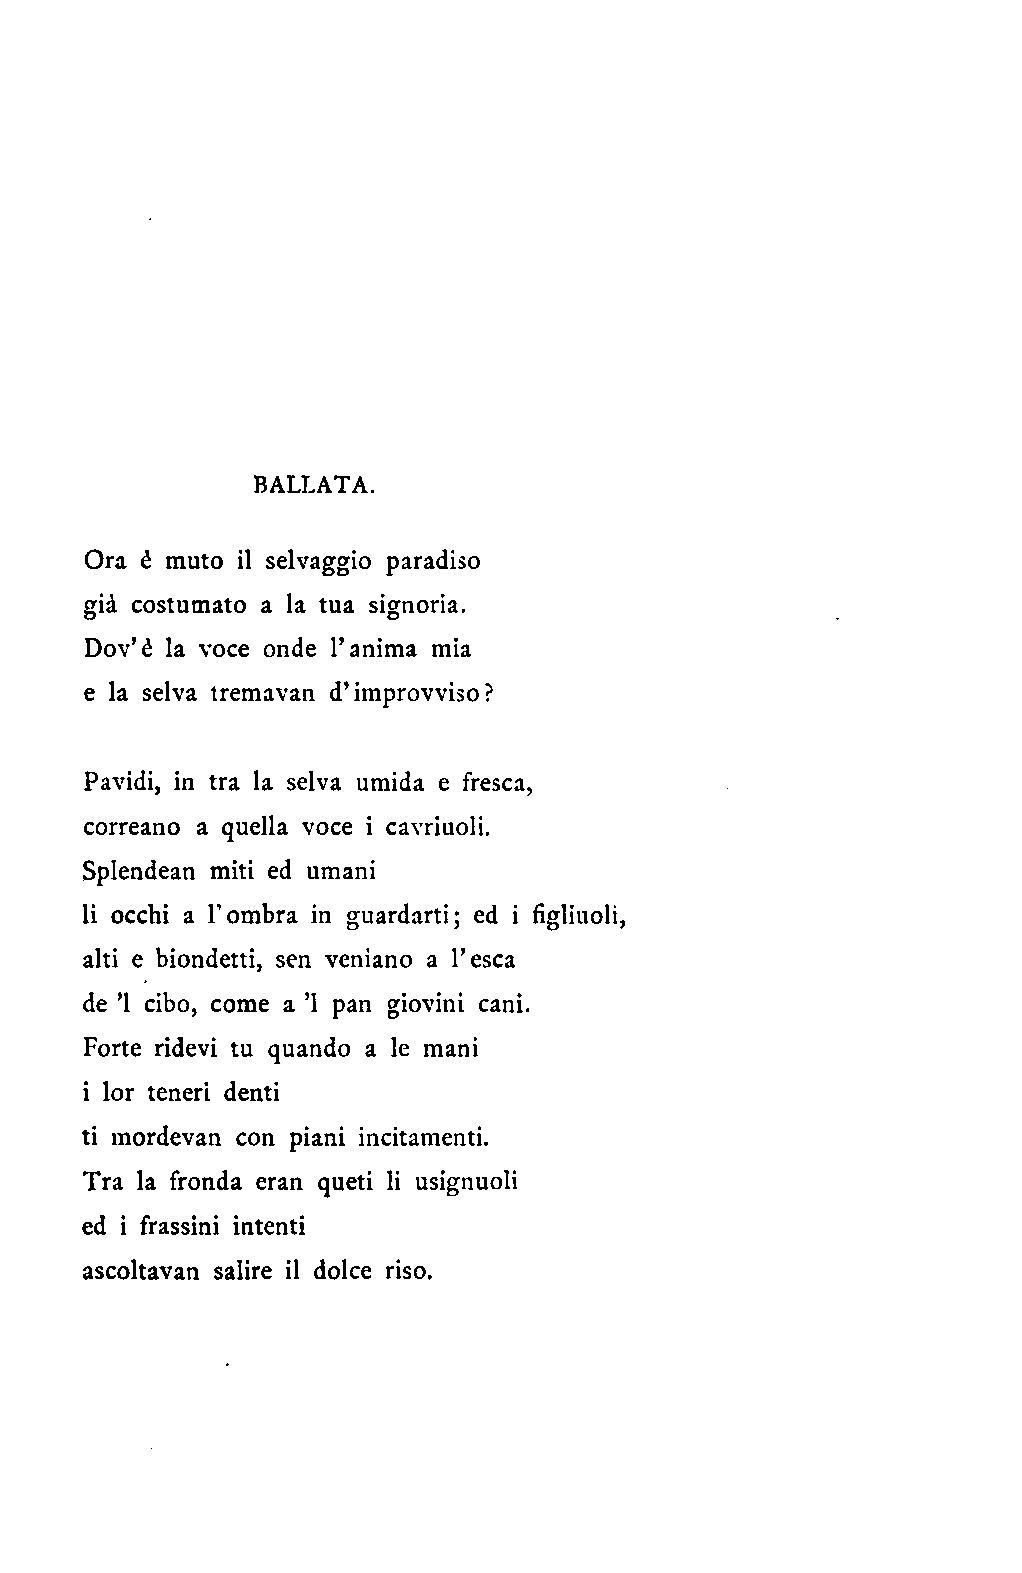 BALLATA.
Ora è muto il selvaggio paradiso
già costumato a la tua signoria.
Dov'è la voce onde l'anima mia
e la selva tremavan d'improvviso?
Pavidi, in tra la selva umida e fresca,
correano a quella voce i cavriuoli.
Splendean miti ed umani
li occhi a l'ombra in guardarti; ed i figliuoli,
alti e biondetti, sen veniano a l'esca
de 'l cibo, come a 'l pan giovini cani.
Forte ridevi tu quando a le mani
i lor teneri denti
ti mordevan con piani incitamenti.
Tra la fronda eran queti li usignuoli
ed i frassini intenti
ascoltavan salire il dolce riso.